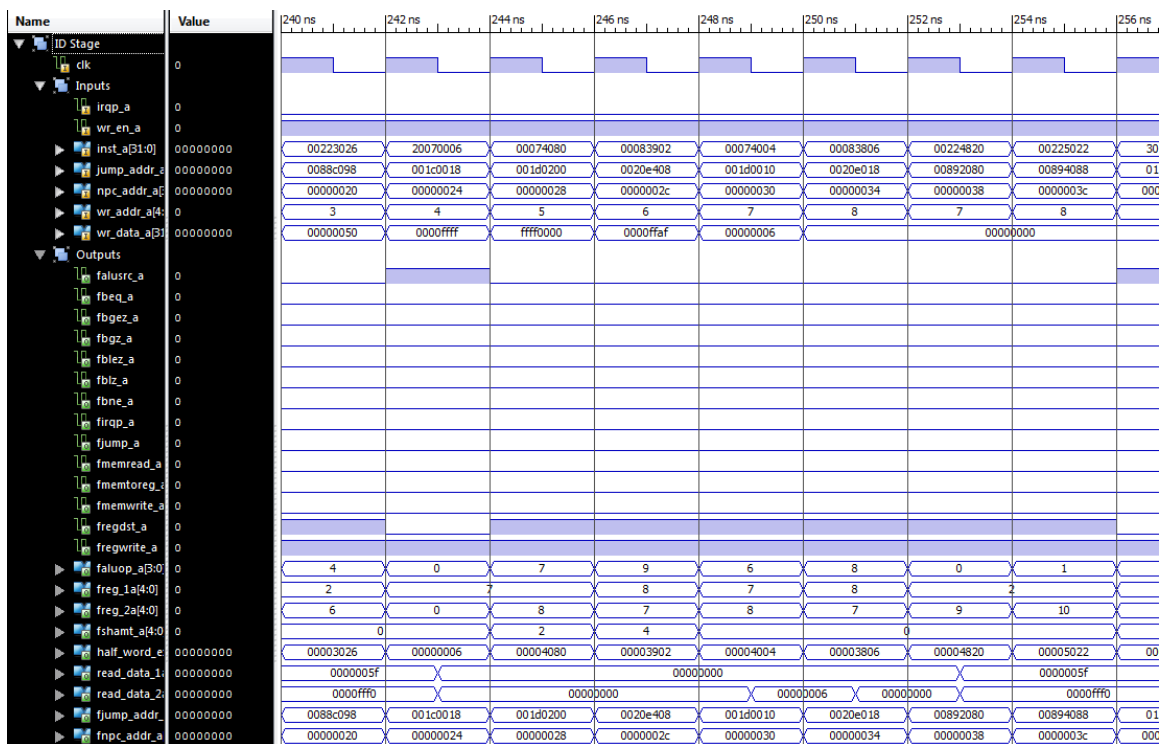 Name Value 240 ns 242 ns 244 ns 246 ns 248 ns 250 ns 252 ns 254 ns 256 ns
ID Stage
clk 0
Inputs
irqp_a 0
wr_en_a 0
inst_a[31:0] 00000000 00223026 20070006 00074080 00083902 00074004 00083806 00224820 00225022 30
jump_addr_a 00000000 0088c098 001c0018 001d0200 0020e408 001d0010 0020e018 00892080 00894088 01
npc_addr_a[ 00000000 00000020 00000024 00000028 0000002c 00000030 00000034 00000038 0000003c 000
wr_addr_a[4: 0 3 4 5 6 7 8 7 8
wr_data_a[31 00000000 00000050 0000ffff ffff0000 0000ffaf 00000006 00000000
Outputs
falusrc_a 0
fbeq_a 0
fbgez_a 0
fbgz_a 0
fblez_a 0
fblz_a 0
fbne_a 0
firqp_a 0
fjump_a 0
fmemread_a 0
fmemtoreg_a 0
fmemwrite_a 0
fregdst_a 0
fregwrite_a 0
faluop_a[3:0] 0 4 0 7 9 6 8 0 1
freg_1a[4:0] 0 2 7 8 7 8 2
freg_2a[4:0] 0 6 0 8 7 8 7 9 10
fshamt_a[4:0 0 0 2 4 0
half_word_e 00000000 00003026 00000006 00004080 00003902 00004004 00003806 00004820 00005022 00
read_data_1 00000000 0000005f 00000000 0000005f
read_data_2 00000000 0000fff0 00000000 00000006 00000000 0000fff0
fjump_addr_ 00000000 0088c098 001c0018 001d0200 0020e408 001d0010 0020e018 00892080 00894088 01
fnpc_addr_a 00000000 00000020 00000024 00000028 0000002c 00000030 00000034 00000038 0000003c 000